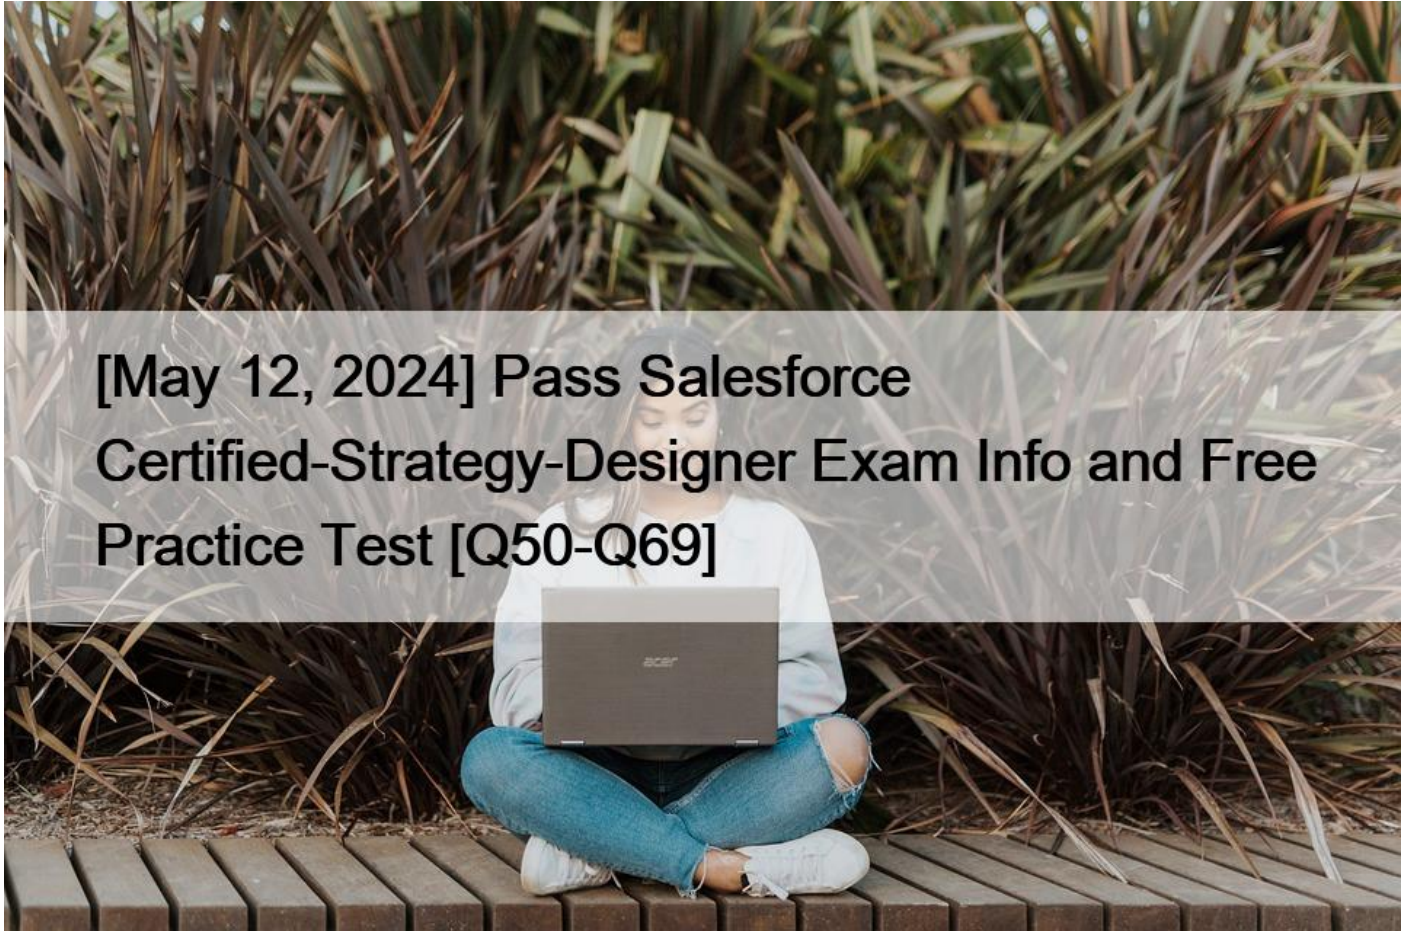 [May 12, 2024] Pass Salesforce
Certified-Strategy-Designer Exam Info and Free
Practice Test [Q50-Q69]
acer